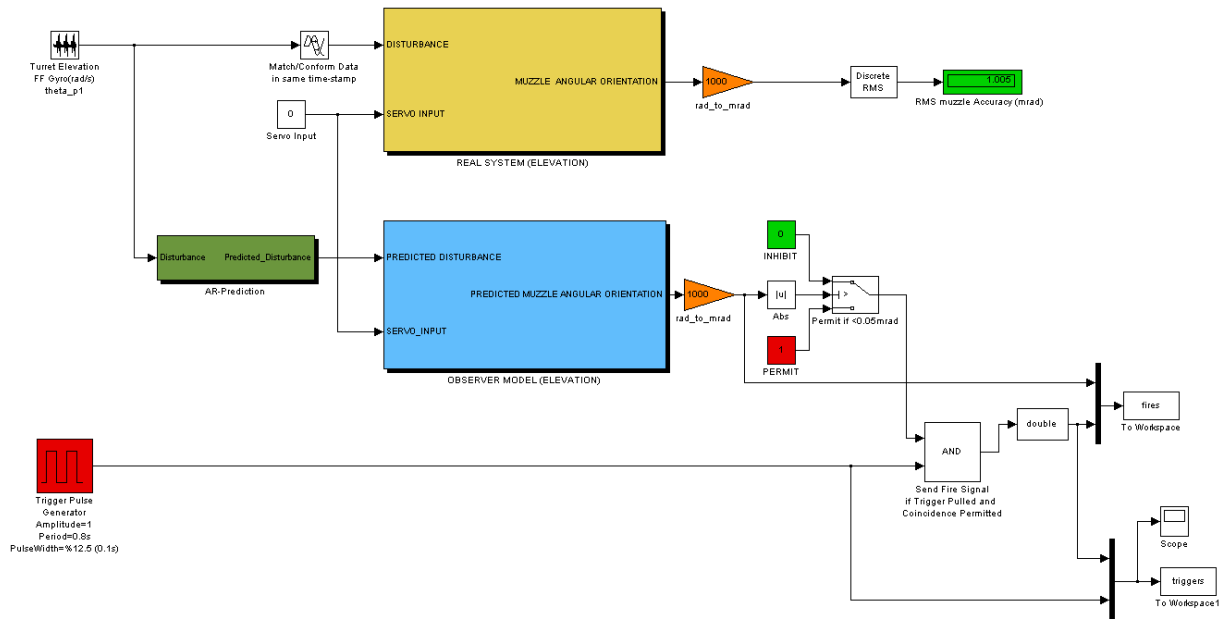 Turret Elevation
FF Gyro(rad/s)
theta_p1
Match/Conform Data
in same time-stamp
0
Servo Input
DISTURBANCE
MUZZLE ANGULAR ORIENTATION
SERVO INPUT
REAL SYSTEM (ELEVATION)
1000
rad_to_mrad
Discrete
RMS
1.005
RMS muzzle Accuracy (mrad)
Disturbance
Predicted_Disturbance
AR-Prediction
PREDICTED DISTURBANCE
PREDICTED MUZZLE ANGULAR ORIENTATION
SERVO_INPUT
OBSERVER MODEL (ELEVATION)
1000
rad_to_mrad
0
INHIBIT
|u|
Abs
>
Permit if <0.05mrad
1
PERMIT
fires
To Workspace
double
AND
Send Fire Signal
if Trigger Pulled and
Coincidence Permitted
Trigger Pulse
Generator
Amplitude=1
Period=0.8s
PulseWidth=%12.5 (0.1s)
Scope
triggers
To Workspace1